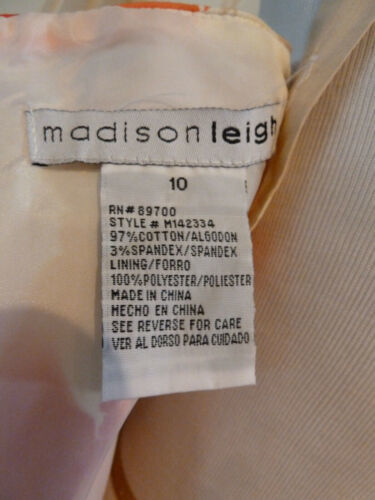 madisonleigh
10
RN# 89700
STYLE # M142334
97%COTTON/ALGODON
3%SPANDEX/SPANDEX
LINING/FORRO
100%POLYESTER/POLIESTER
MADE IN CHINA
HECHO EN CHINA
SEE REVERSE FOR CARE
VER AL DORSO PARA CUIDADO